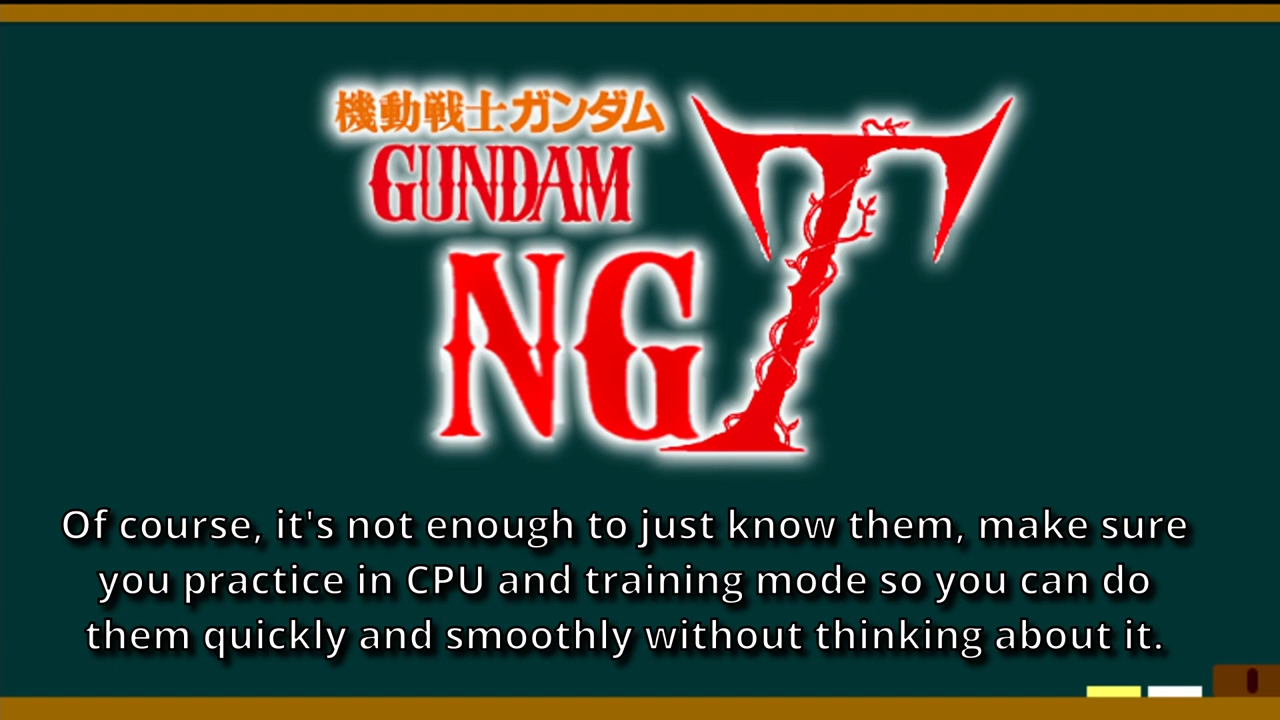 機動戦士ガンダム
GUNDAM
NGT
Of course, it's not enough to just know them, make sure
you practice in CPU and training mode so you can do
them quickly and smoothly without thinking about it.